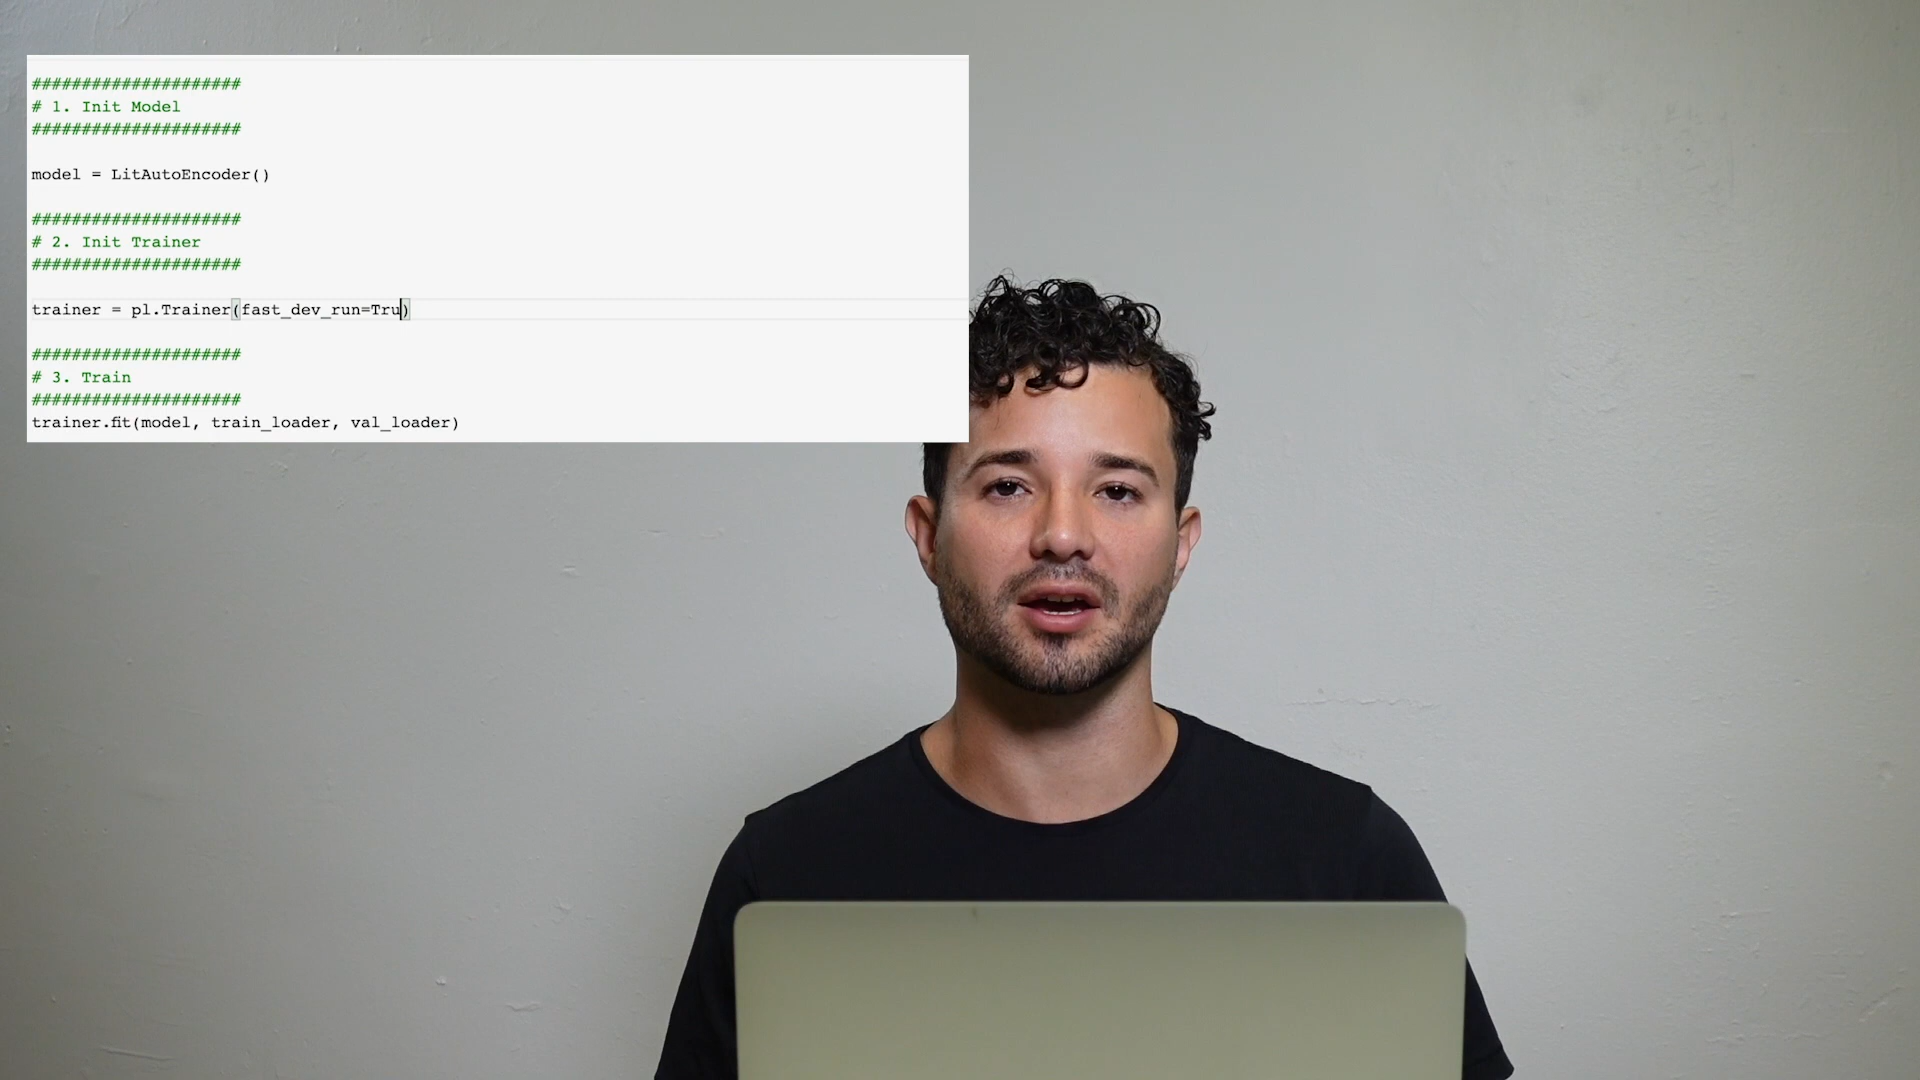 #####################
# 1. Init Model
#####################
model = LitAutoEncoder()
#####################
# 2. Init Trainer
#####################
trainer = pl.Trainer(fast_dev_run=Tru)
#####################
# 3. Train
#####################
trainer.fit(model, train_loader, val_loader)